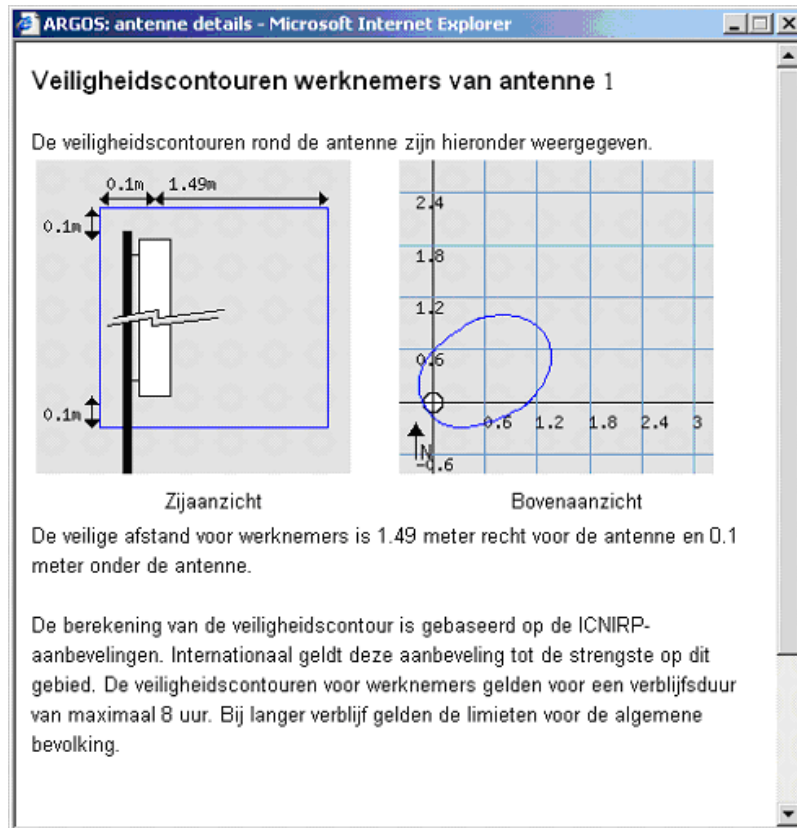 ARGOS: antenne details - Microsoft Internet Explorer
Veiligheidscontouren werknemers van antenne 1
De veiligheidscontouren rond de antenne zijn hieronder weergegeven.
0.1m 1.49m
0.1m
0.1m
2.4
1.8
1.2
0.6
0.6 1.2 1.8 2.4 3
N
-0.6
Zijaanzicht
Bovenaanzicht
De veilige afstand voor werknemers is 1.49 meter recht voor de antenne en 0.1
meter onder de antenne.
De berekening van de veiligheidscontour is gebaseerd op de ICNIRP-
aanbevelingen. Internationaal geldt deze aanbeveling tot de strengste op dit
gebied. De veiligheidscontouren voor werknemers gelden voor een verblijfsduur
van maximaal 8 uur. Bij langer verblijf gelden de limieten voor de algemene
bevolking.